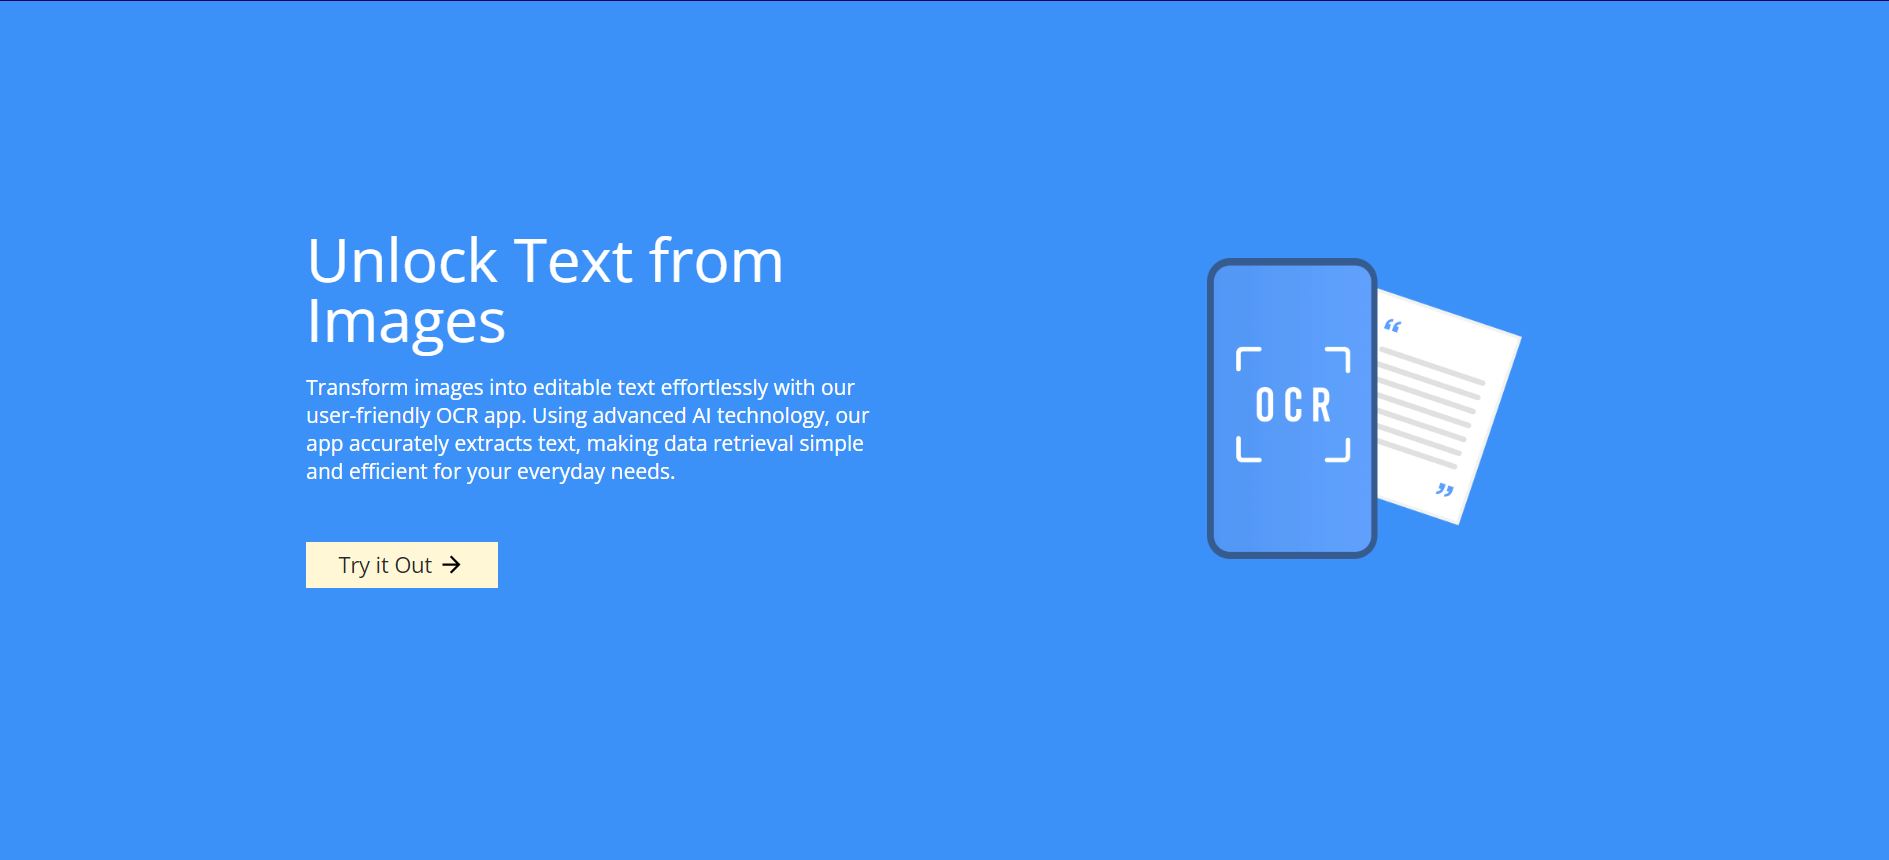 Unlock Text from
Images
Transform images into editable text effortlessly with our
user-friendly OCR app. Using advanced AI technology, our
app accurately extracts text, making data retrieval simple
and efficient for your everyday needs.
Try it Out →
OCR
“
”